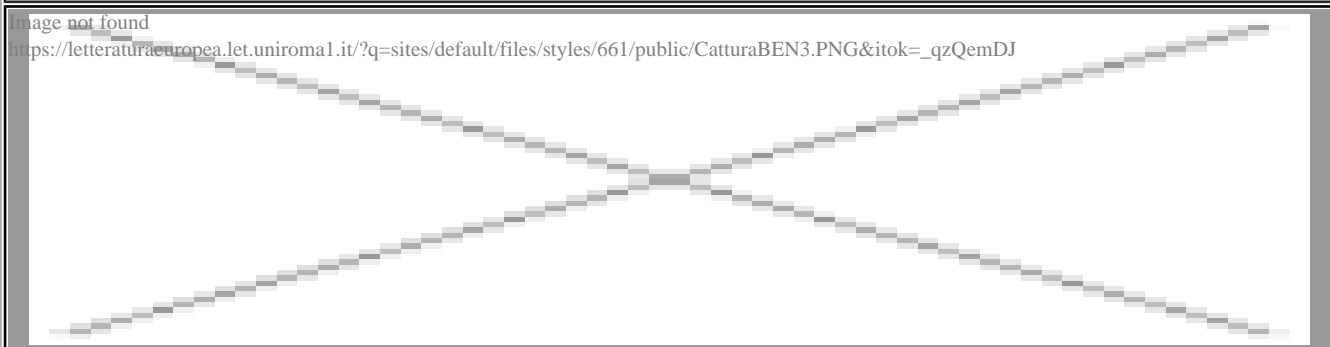 Image not found
https://letteraturaeuropea.let.uniroma1.it/?q=sites/default/files/styles/661/public/CatturaBEN3.PNG&itok=_qzQemDJ